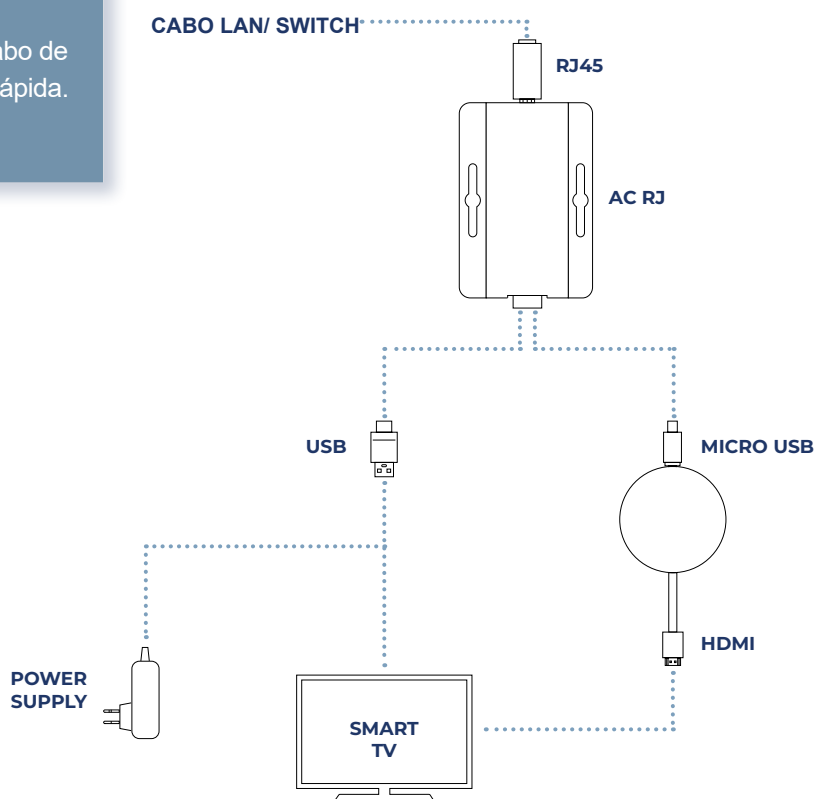 abo de
ápida.
CABO LAN/ SWITCH
RJ45
AC RJ
USB
MICRO USB
HDMI
POWER
SUPPLY
SMART
TV